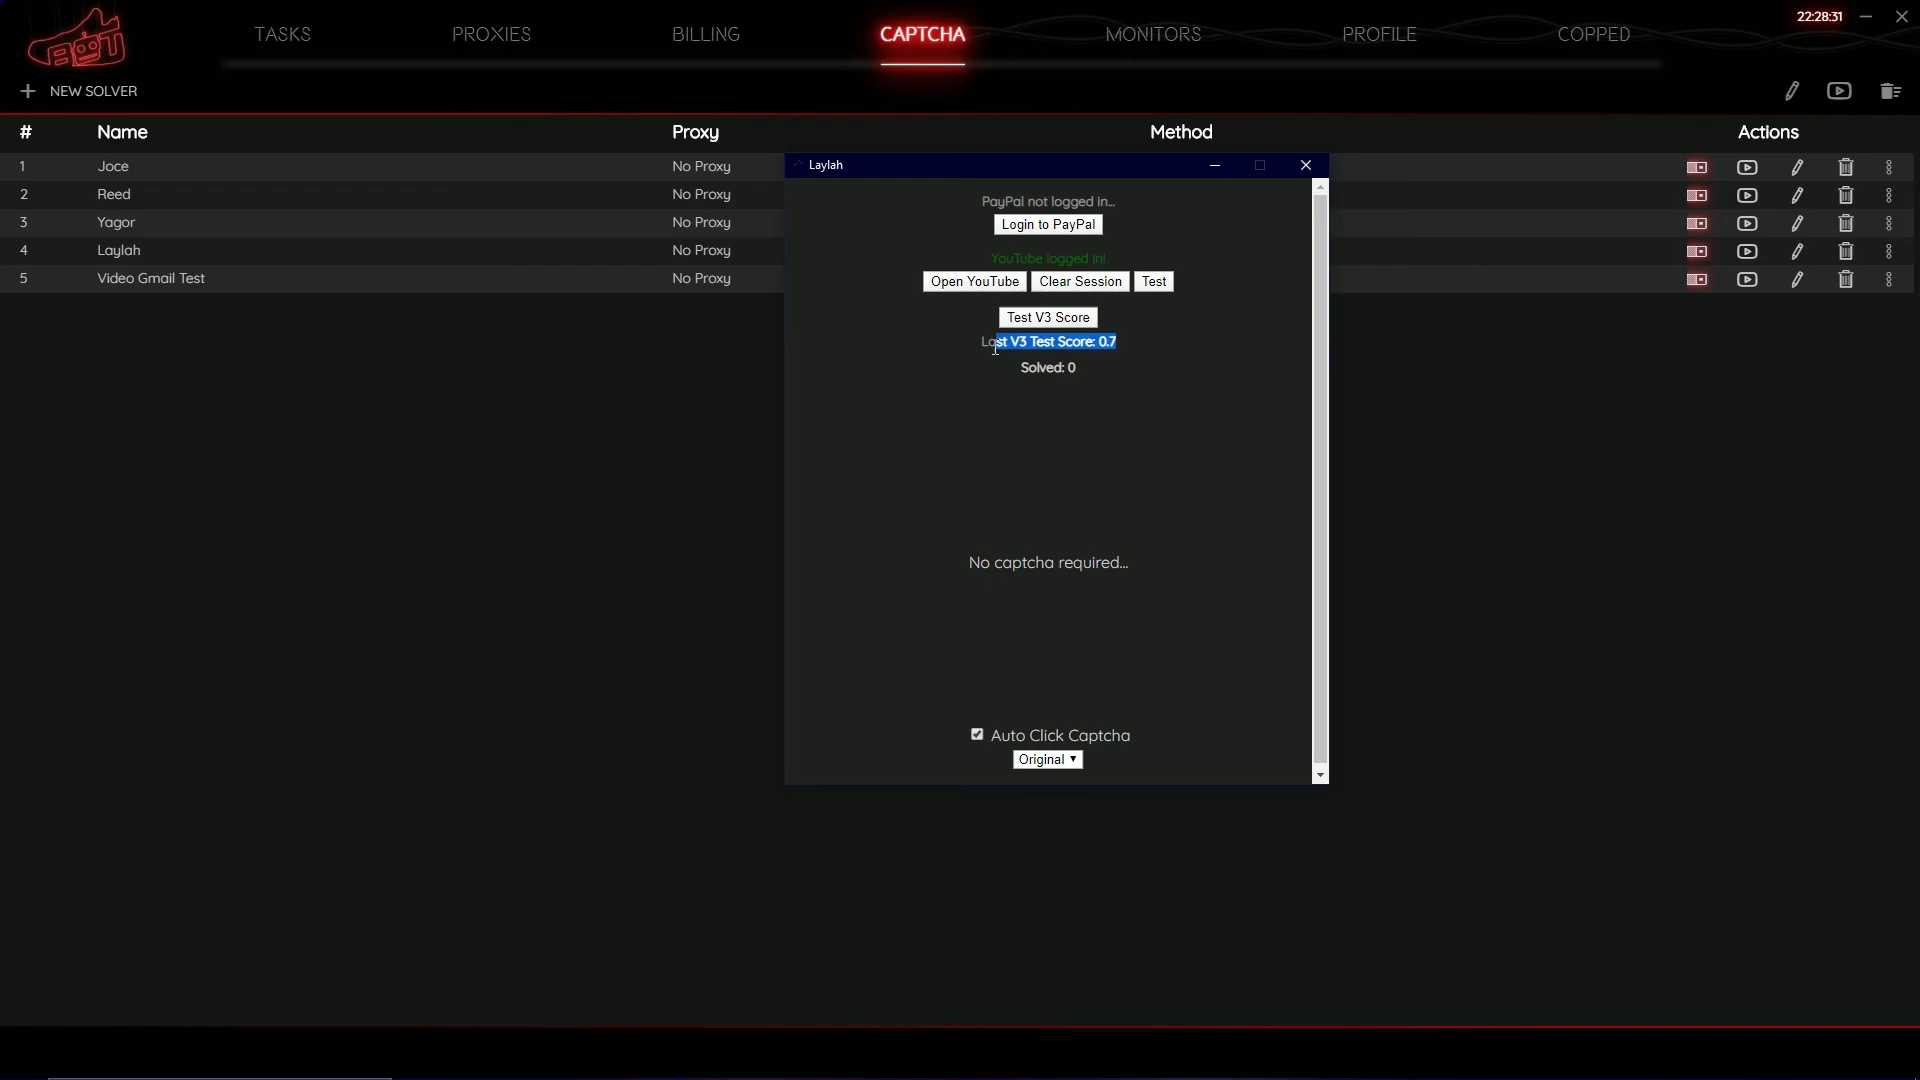 TASKS PROXIES BILLING CAPTCHA MONITORS PROFILE COPPED 22:28:31
NEW SOLVER
# Name Proxy Method Actions
1 Joce No Proxy
2 Reed No Proxy
3 Yagor No Proxy
4 Laylah No Proxy
5 Video Gmail Test No Proxy
Laylah
PayPal not logged in...
Login to PayPal
YouTube logged in!
Open YouTube Clear Session Test
Test V3 Score
Last V3 Test Score: 0.7
Solved: 0
No captcha required...
Auto Click Captcha
Original